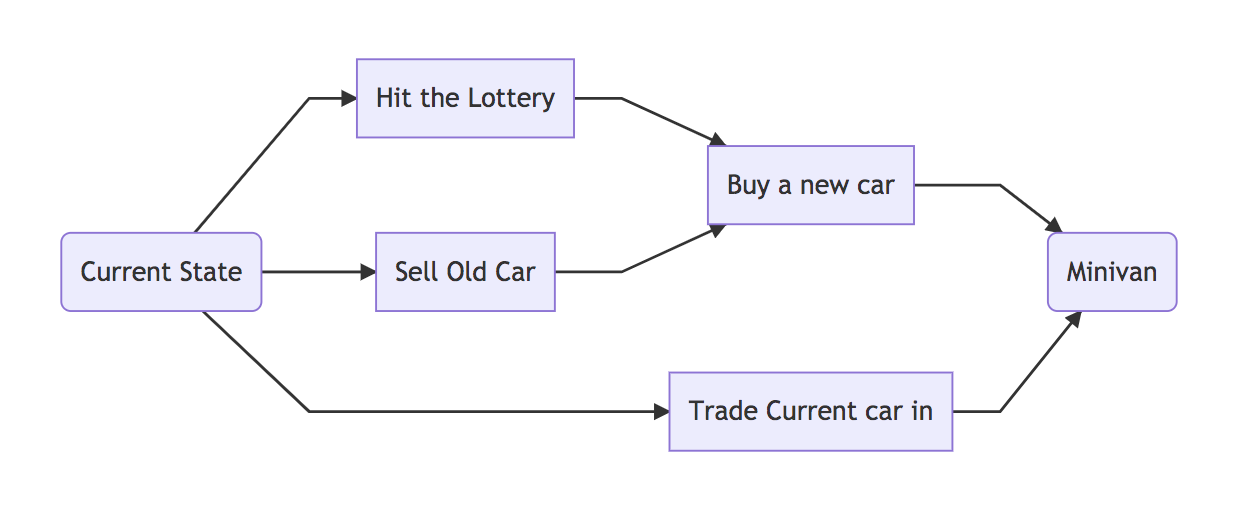 Hit the Lottery
Buy a new car
Current State
Sell Old Car
Minivan
Trade Current car in